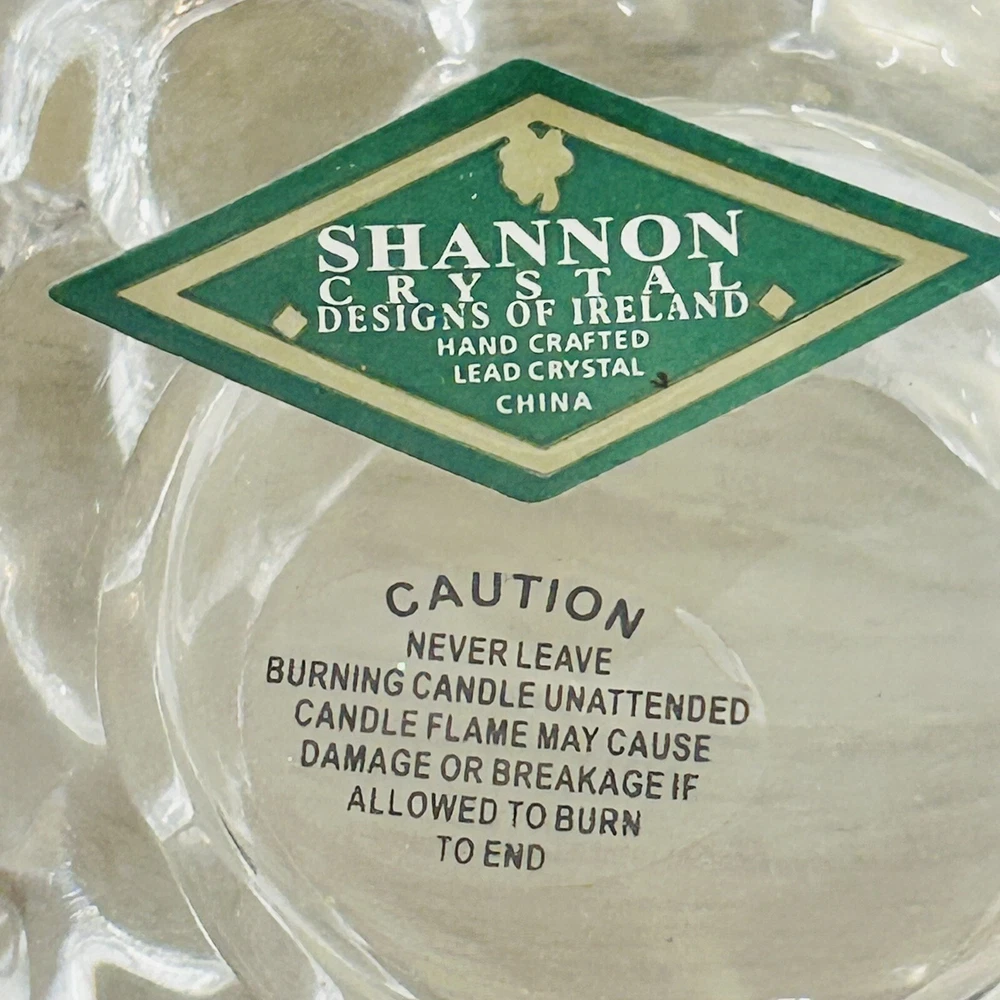 SHANNON
CRYSTAL
DESIGNS OF IRELAND
HAND CRAFTED
LEAD CRYSTAL
CHINA
CAUTION
NEVER LEAVE
BURNING CANDLE UNATTENDED
CANDLE FLAME MAY CAUSE
DAMAGE OR BREAKAGE IF
ALLOWED TO BURN
TO END